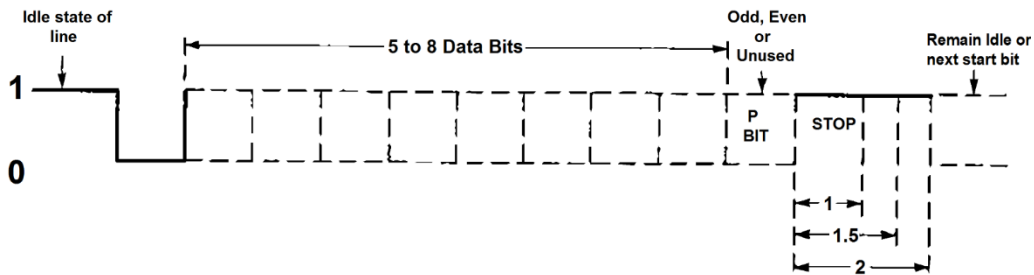 Idle state of
line
5 to 8 Data Bits
Odd, Even
or
Unused
Remain Idle or
next start bit
1
0
P
BIT
STOP
1
1.5
2